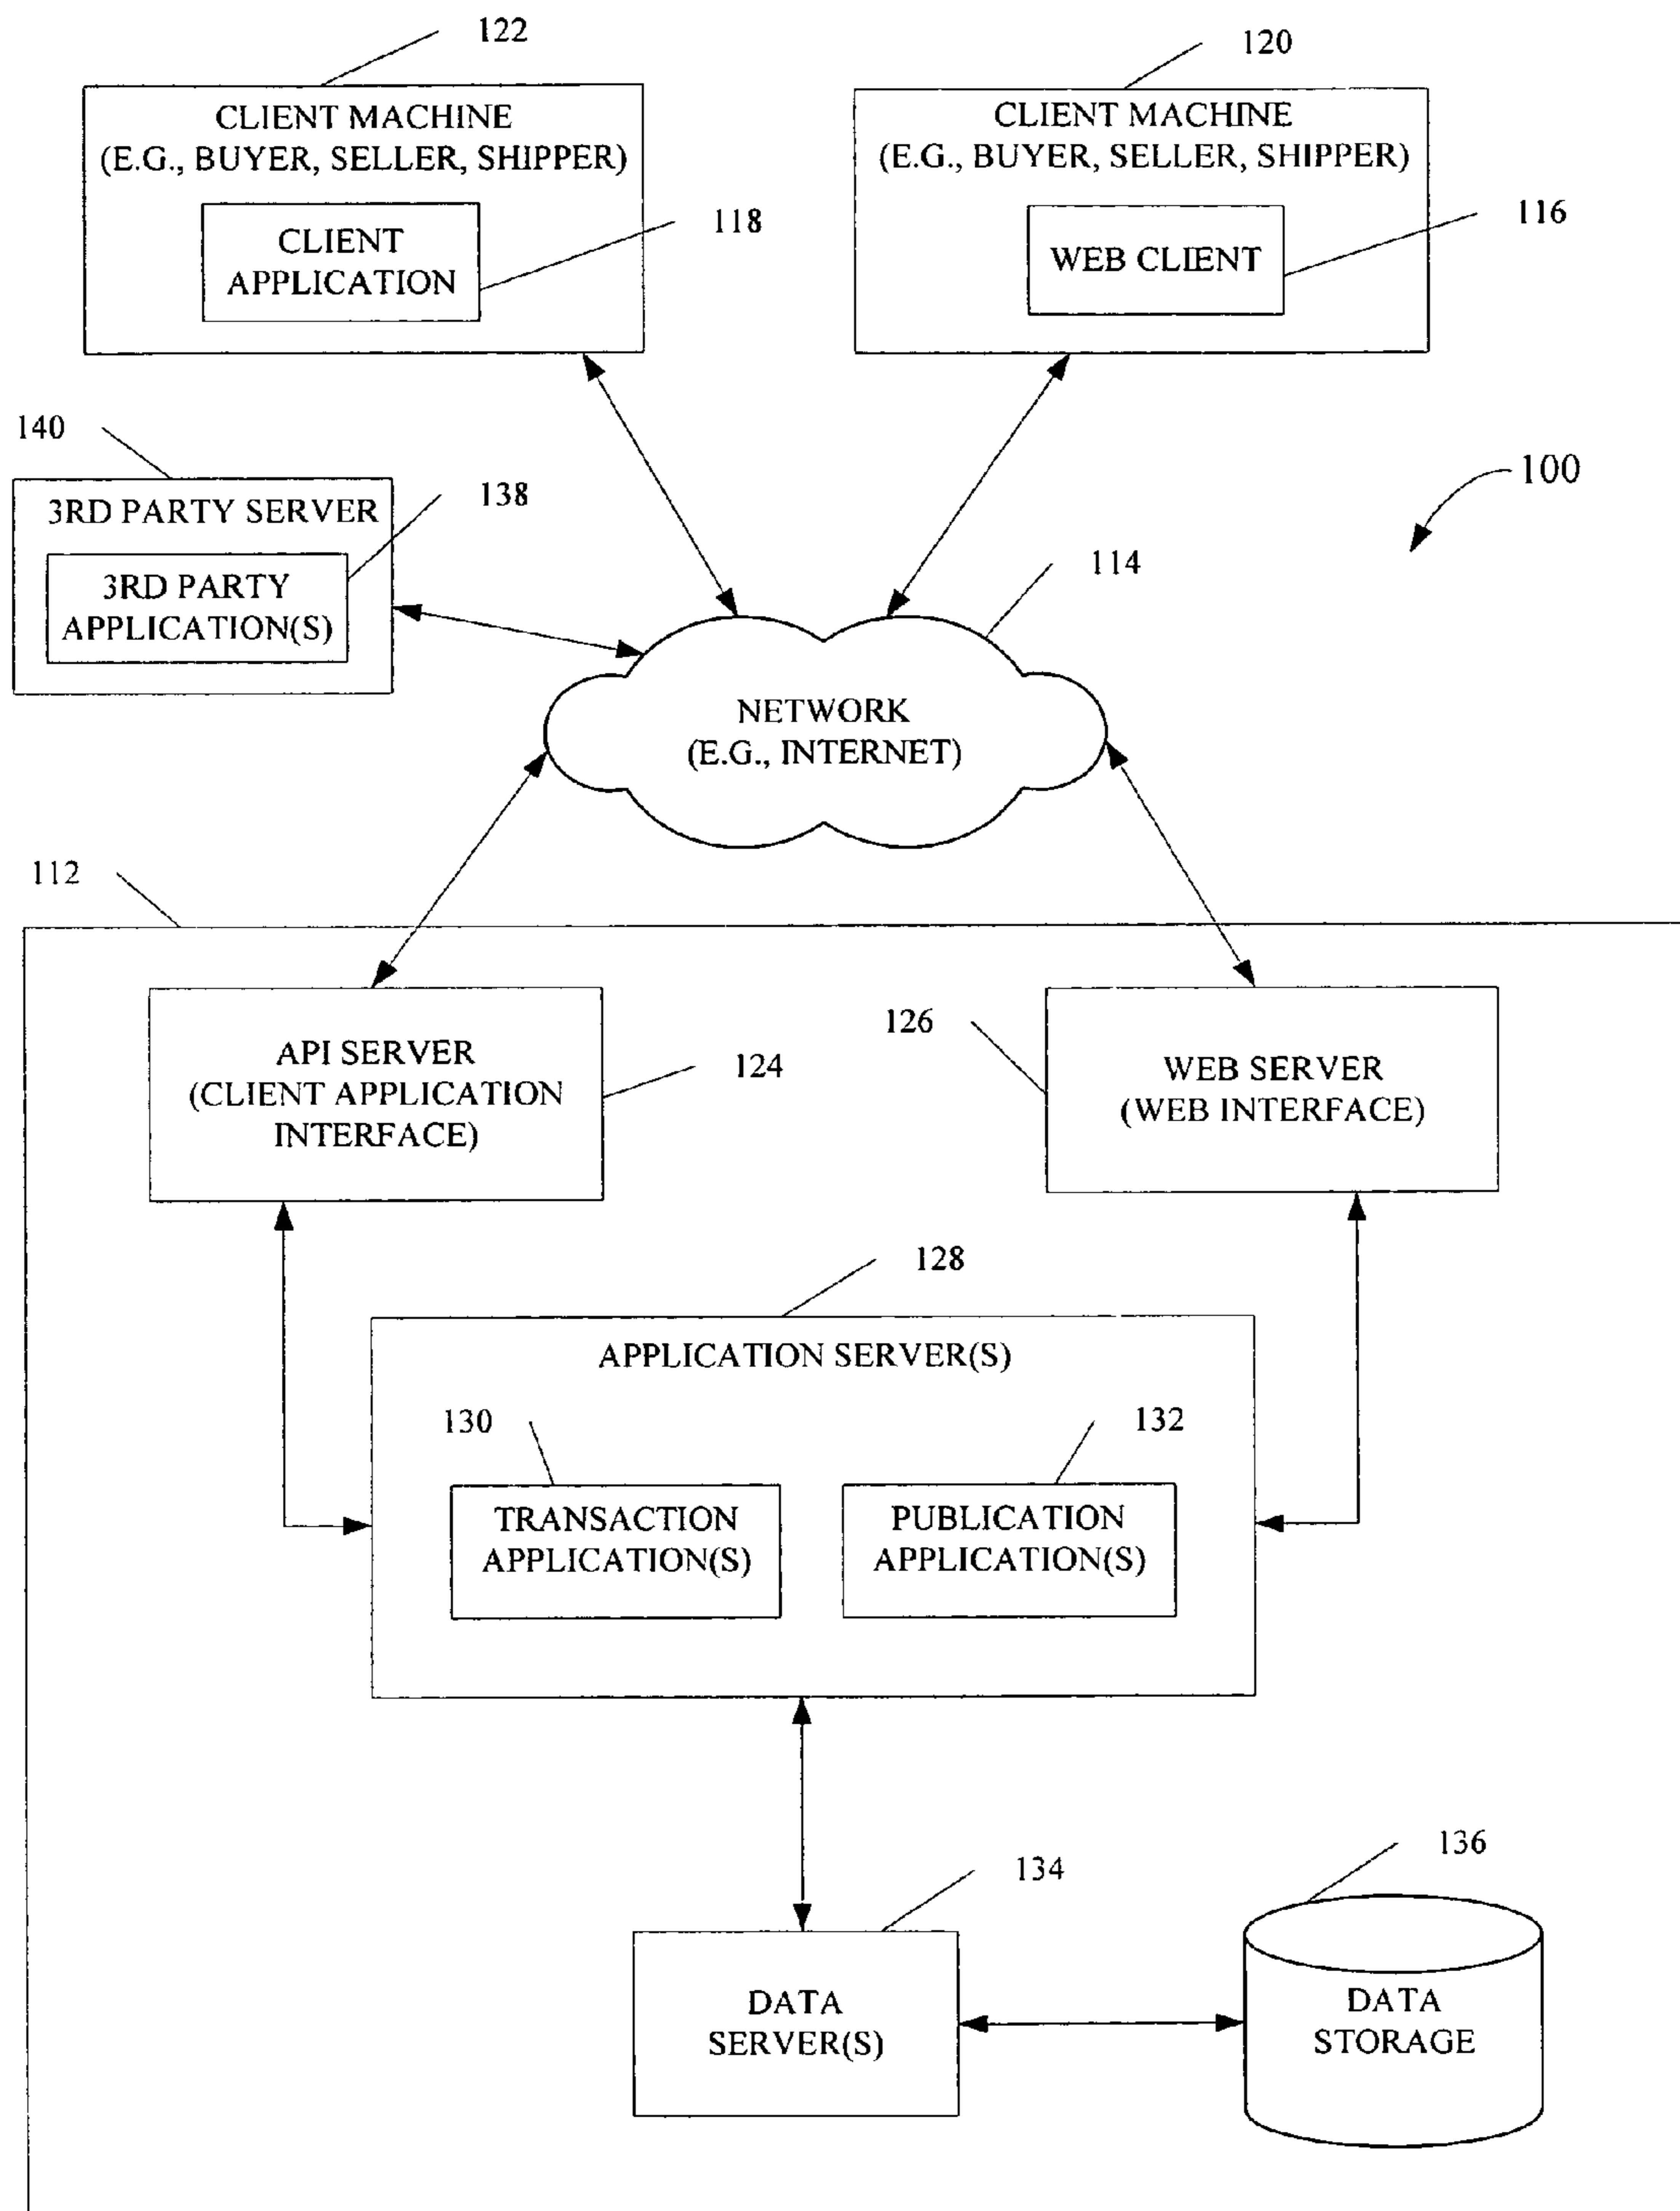 122
120
CLIENT MACHINE
(E.G., BUYER, SELLER, SHIPPER)
CLIENT MACHINE
(E.G., BUYER, SELLER, SHIPPER)
118
CLIENT
APPLICATION
116
WEB CLIENT
140
138
3RD PARTY SERVER
3RD PARTY
APPLICATION(S)
100
114
NETWORK
(E.G., INTERNET)
112
API SERVER
(CLIENT APPLICATION
INTERFACE)
124
126
WEB SERVER
(WEB INTERFACE)
128
APPLICATION SERVER(S)
130
132
TRANSACTION
APPLICATION(S)
PUBLICATION
APPLICATION(S)
134
136
DATA
SERVER(S)
DATA
STORAGE